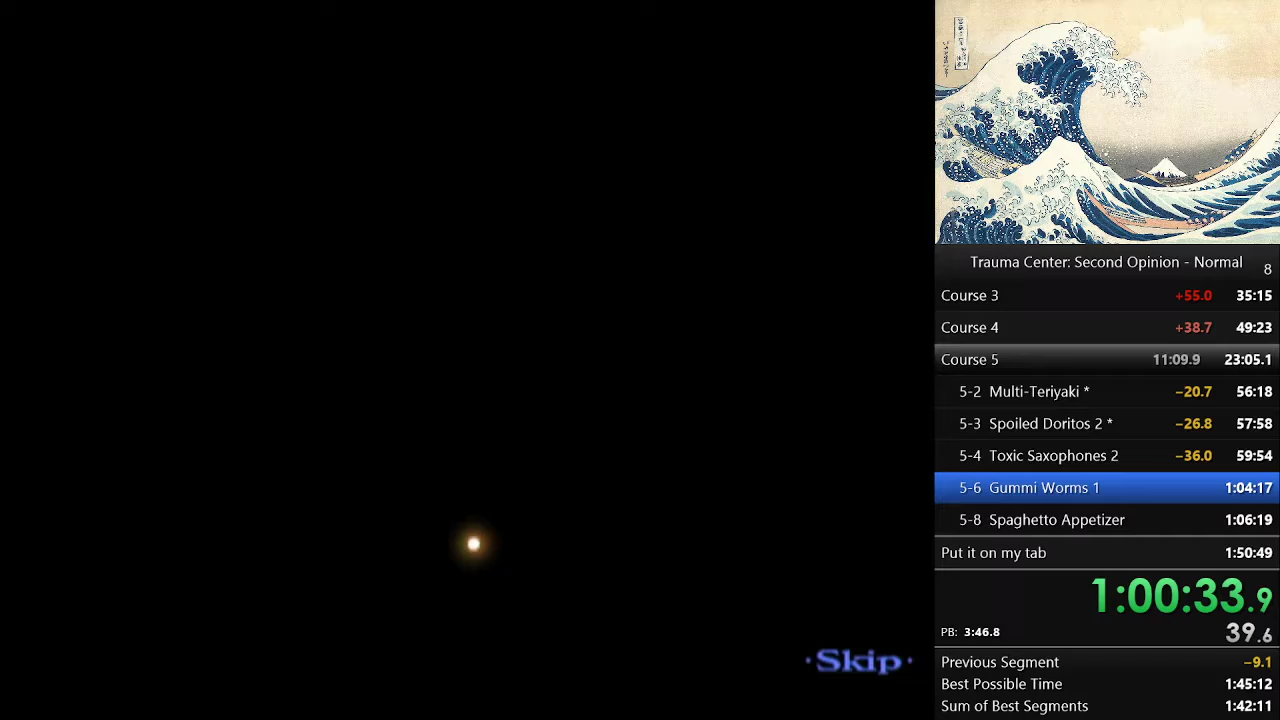 Trauma Center: Second Opinion - Normal
8
Course 3 +55.0 35:15
Course 4 +38.7 49:23
Course 5 11:09.9 23:05.1
5-2 Multi-Teriyaki * −20.7 56:18
5-3 Spoiled Doritos 2 * −26.8 57:58
5-4 Toxic Saxophones 2 −36.0 59:54
5-6 Gummi Worms 1 1:04:17
5-8 Spaghetto Appetizer 1:06:19
Put it on my tab 1:50:49
1:00:33.9
PB: 3:46.8 39.6
·Skip·
Previous Segment −9.1
Best Possible Time 1:45:12
Sum of Best Segments 1:42:11